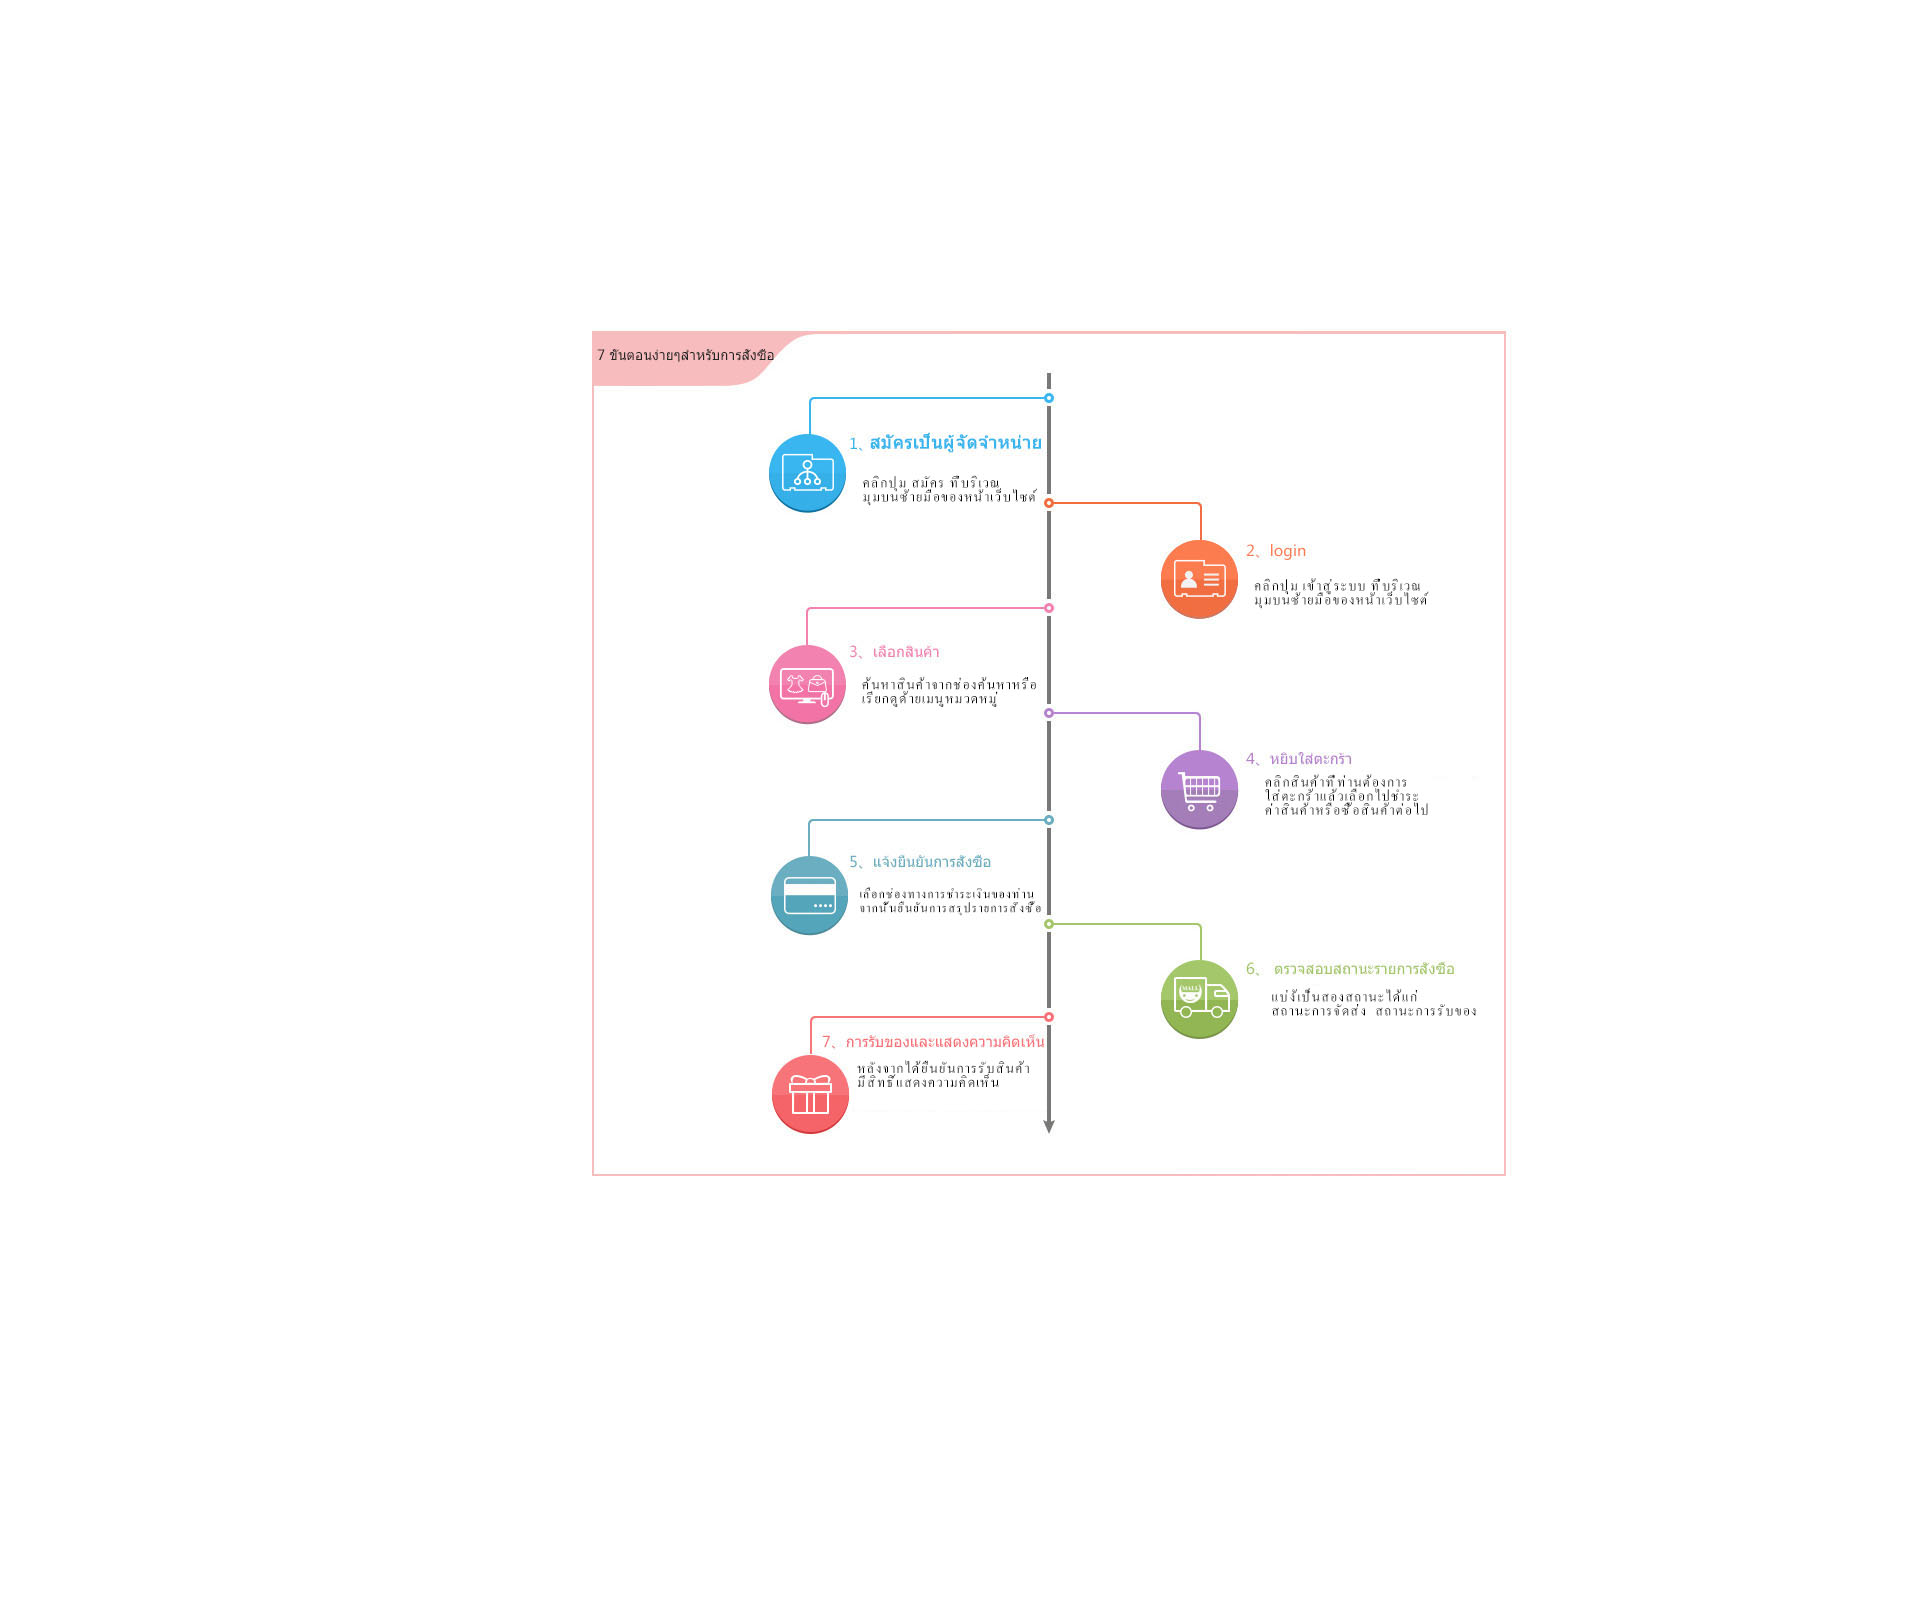 7 ขั้นตอนง่ายๆสำหรับการสั่งซื้อ
1、สมัครเป็นผู้จัดจำหน่าย
คลิกปุ่ม สมัคร ที่บริเวณ
มุมบนซ้ายมือของหน้าเว็บไซต์
2、login
คลิกปุ่ม เข้าสู่ระบบ ที่บริเวณ
มุมบนซ้ายมือของหน้าเว็บไซต์
3、เลือกสินค้า
ค้นหาสินค้าจากช่องค้นหาหรือ
เรียกดูด้ายเมนูหมวดหมู่
4、หยิบใส่ตะกร้า
คลิกสินค้าที่ท่านต้องการ
ใส่ตะกร้าแล้วเลือกไปชำระ
ค่าสินค้าหรือซื้อสินค้าต่อไป
5、แจ้งยืนยันการสั่งซื้อ
เลือกช่องทางการชำระเงินของท่าน
จากนั้นยืนยันการสรุปรายการสั่งซื้อ
6、 ตรวจสอบสถานะรายการสั่งซื้อ
MALL
แบ่งัเป็นสองสถานะได้แก่
สถานะการจัดส่ง สถานะการรับของ
7、การรับของและแสดงความคิดเห็น
หลังจากได้ยืนยันการรับสินค้า
มีสิทธิ์แสดงความคิดเห็น